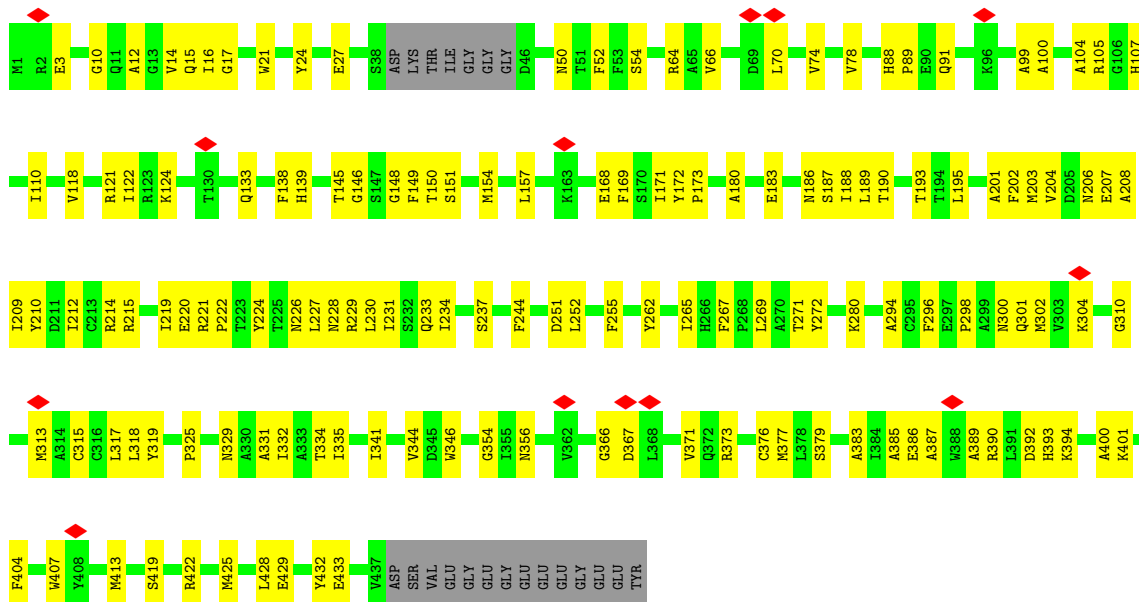 M1 R2 E3 G10 Q11 A12 G13 V14 Q15 I16 G17 W21 Y24 E27 S38 ASP LYS THR ILE GLY GLY GLY D46 N50 T51 F52 F53 S54 R64 A65 V66 D69 L70 V74 V78 H88 P89 E90 Q91 K96 A99 A100 A104 R105 G106 H107
I110 V118 R121 I122 R123 K124 T130 Q133 F138 H139 T145 G146 S147 G148 F149 T150 S151 M154 L157 K163 E168 F169 S170 I171 Y172 P173 A180 E183 N186 S187 I188 L189 T190 T193 T194 L195 A201 F202 M203 V204 D205 N206 E207 A208
I209 Y210 D211 I212 C213 R214 R215 I219 E220 R221 P222 T223 Y224 T225 N226 L227 N228 R229 L230 I231 S232 Q233 I234 S237 F244 D251 L252 F255 Y262 I265 H266 F267 P268 L269 A270 T271 Y272 K280 A294 C295 F296 E297 P298 A299 N300 Q301 M302 V303 K304 G310
M313 A314 C315 C316 L317 L318 Y319 P325 N329 A330 A331 I332 A333 T334 I335 I341 V344 D345 W346 G354 I355 N356 V362 G366 D367 L368 V371 Q372 R373 C376 M377 L378 S379 A383 I384 A385 E386 A387 W388 A389 R390 L391 D392 H393 K394 A400 K401
F404 W407 Y408 M413 S419 R422 M425 L428 E429 Y432 E433 V437 ASP SER VAL GLU GLY GLU GLY GLU GLU GLU GLY GLU GLU TYR